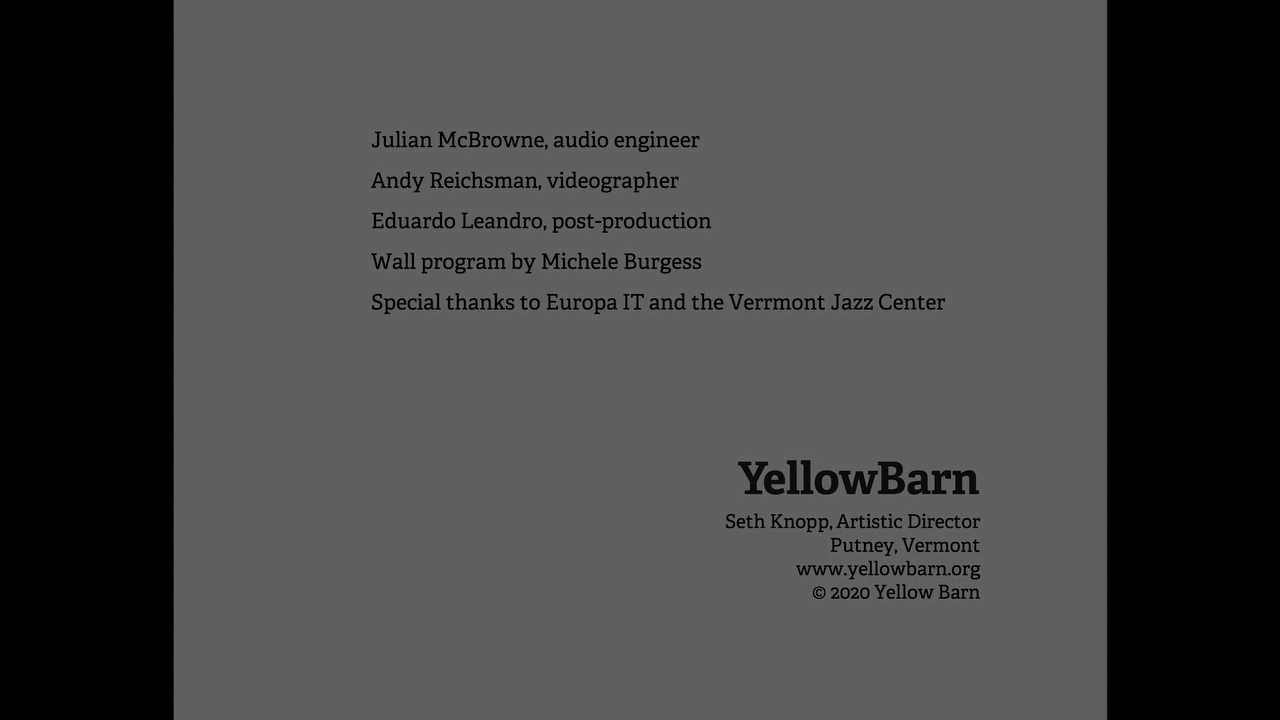 Julian McBrowne, audio engineer
Andy Reichsman, videographer
Eduardo Leandro, post-production
Wall program by Michele Burgess
Special thanks to Europa IT and the Verrmont Jazz Center
YellowBarn
Seth Knopp, Artistic Director
Putney, Vermont
www.yellowbarn.org
© 2020 Yellow Barn